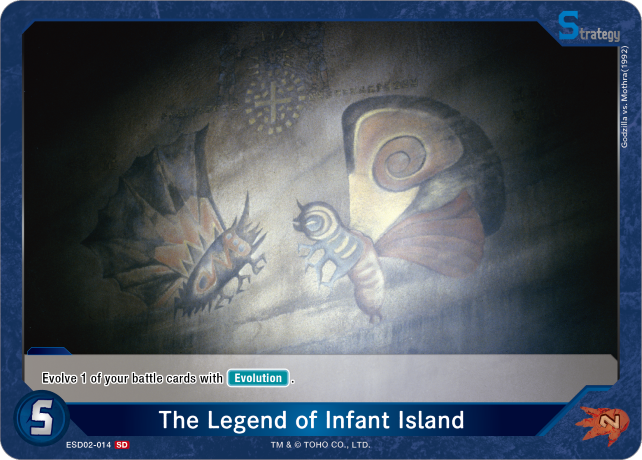 Strategy
Godzilla vs. Mothra(1992)
Evolve 1 of your battle cards with Evolution .
S
The Legend of Infant Island
2
ESD02-014 SD
TM & © TOHO CO., LTD.